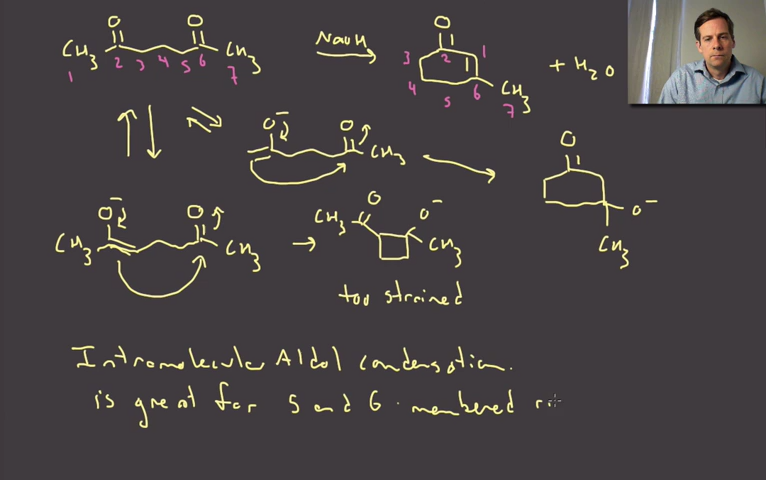 O O O
CH3 CH3 NaOH CH3 + H2O
1 2 3 4 5 6 7 3 2 1 4 5 6 7
O- O CH3 O
O- O O O-
CH3 CH3 CH3 CH3 O-
CH3
too strained
Intromolecular Aldol condensation.
is great for 5 and 6 - membered